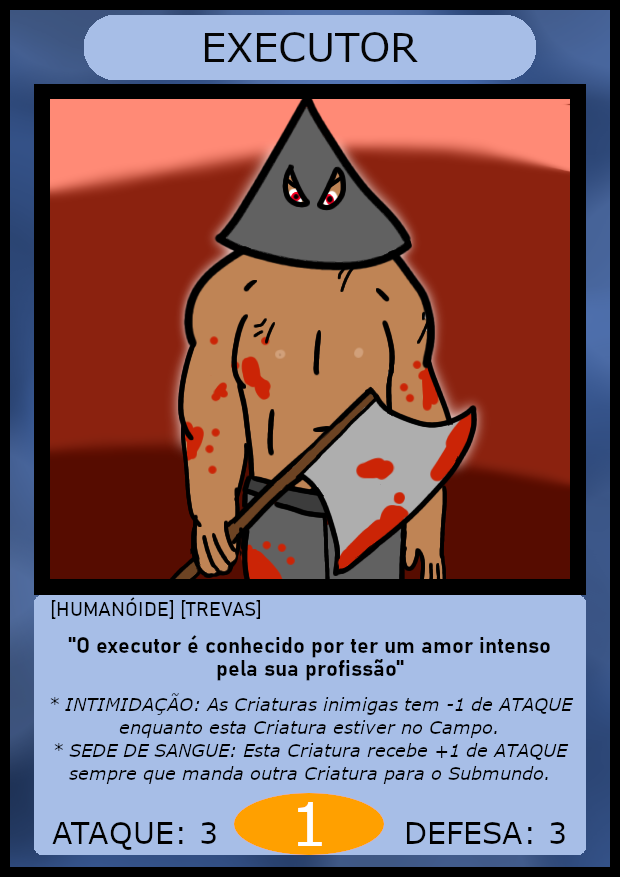 EXECUTOR
[HUMANÓIDE] [TREVAS]
"O executor é conhecido por ter um amor intenso
pela sua profissão"
* INTIMIDAÇÃO: As Criaturas inimigas tem -1 de ATAQUE
enquanto esta Criatura estiver no Campo.
* SEDE DE SANGUE: Esta Criatura recebe +1 de ATAQUE
sempre que manda outra Criatura para o Submundo.
ATAQUE: 3 1 DEFESA: 3